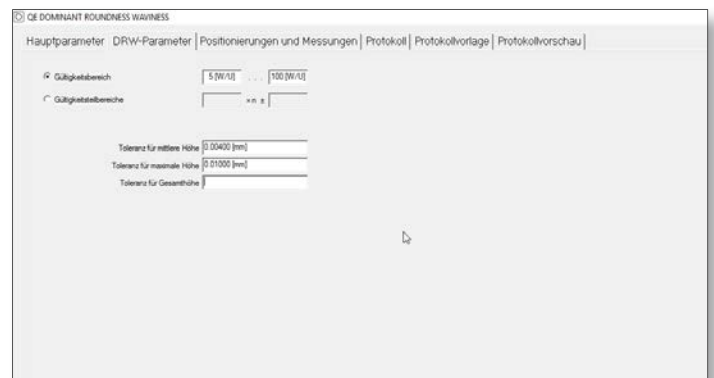 QE DOMINANT ROUNDNESS WAVINESS
Hauptparameter DRW-Parameter Positionierungen und Messungen Protokoll Protokollvorlage Protokollvorschau
Gültigkeitsbereich 5 [W/U] . . . 100 [W/U]
Gültigkeitsteilbereiche × n ±
Toleranz für mittlere Höhe 0.00400 [mm]
Toleranz für maximale Höhe 0.01000 [mm]
Toleranz für Gesamthöhe